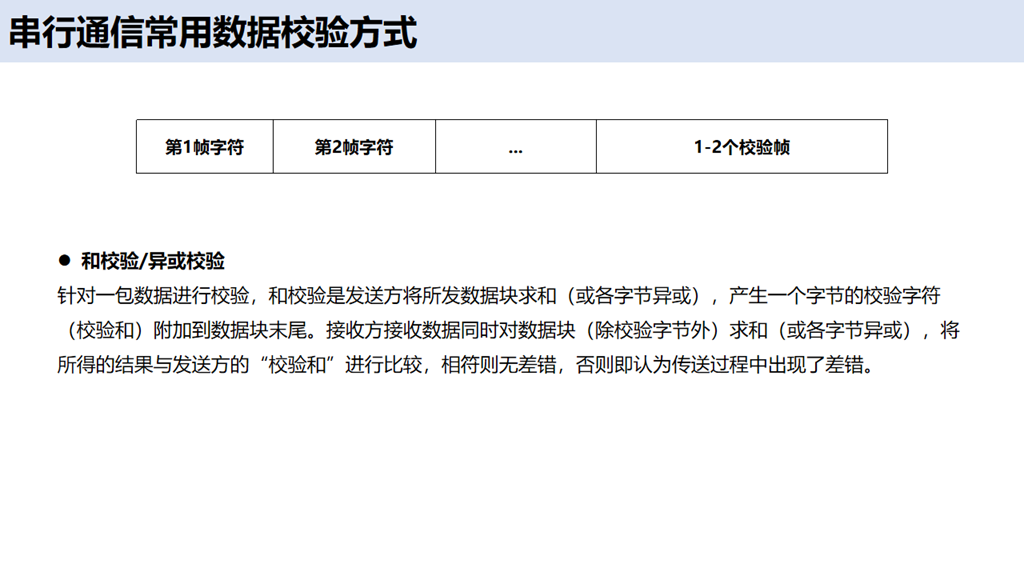 串行通信常用数据校验方式
第1帧字符 第2帧字符 ... 1-2个校验帧
● 和校验/异或校验
针对一包数据进行校验，和校验是发送方将所发数据块求和（或各字节异或），产生一个字节的校验字符
（校验和）附加到数据块末尾。接收方接收数据同时对数据块（除校验字节外）求和（或各字节异或），将
所得的结果与发送方的“校验和”进行比较，相符则无差错，否则即认为传送过程中出现了差错。